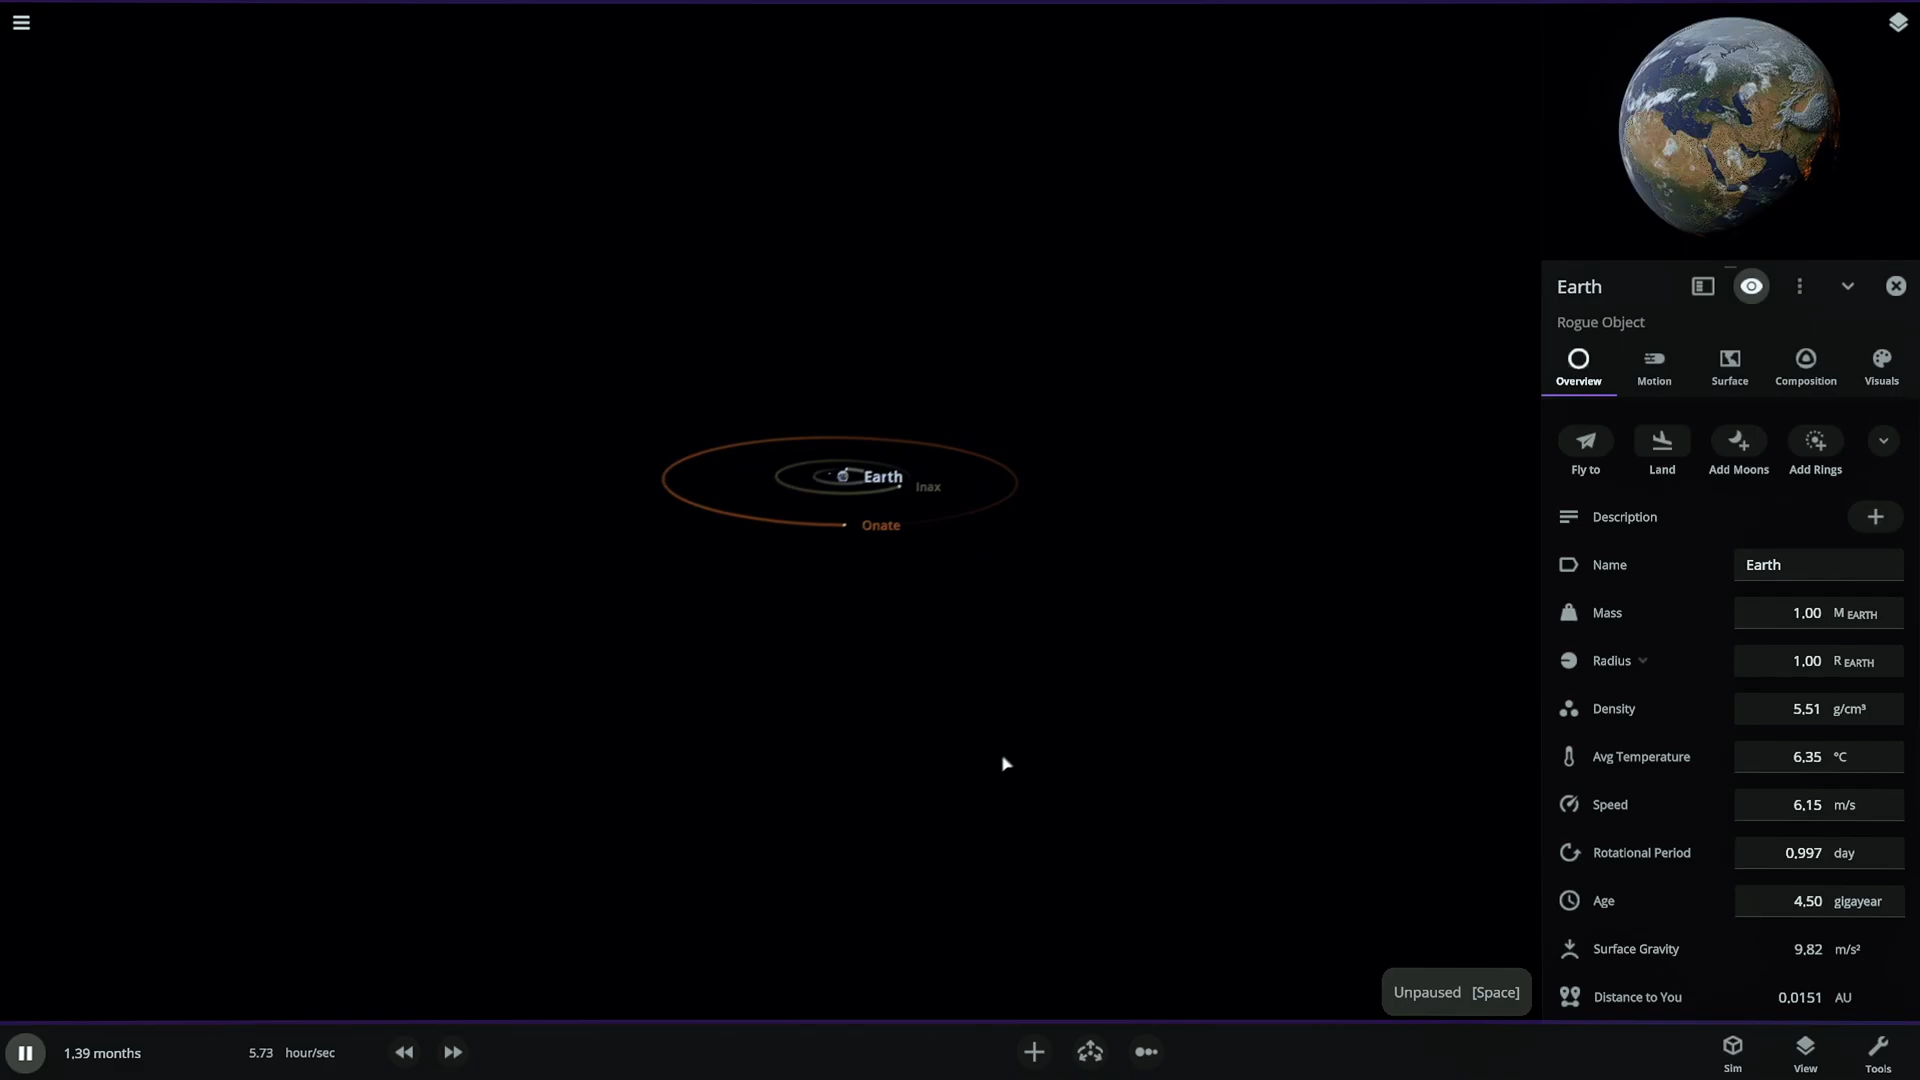 Earth
Rogue Object
Overview
Motion
Surface
Composition
Visuals
Fly to
Land
Add Moons
Add Rings
Description
Name Earth
Mass 1,00 M EARTH
Radius 1,00 R EARTH
Density 5,51 g/cm³
Avg Temperature 6,35 °C
Speed 6,15 m/s
Rotational Period 0,997 day
Age 4,50 gigayear
Surface Gravity 9,82 m/s²
Distance to You 0,0151 AU
Earth
Inax
Onate
Unpaused [Space]
1,39 months
5.73 hour/sec
Sim
View
Tools